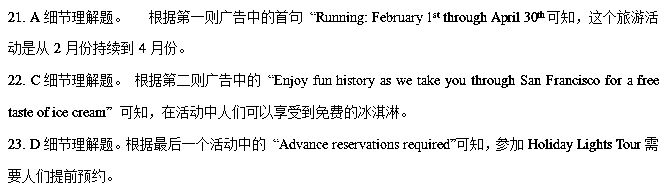 21. A 细节理解题。 根据第一则广告中的首句 “Running: February 1st through April 30th可知，这个旅游活
动是从 2 月份持续到 4 月份。
22. C 细节理解题。 根据第二则广告中的 “Enjoy fun history as we take you through San Francisco for a free
taste of ice cream” 可知，在活动中人们可以享受到免费的冰淇淋。
23. D 细节理解题。根据最后一个活动中的 “Advance reservations required”可知，参加 Holiday Lights Tour 需
要人们提前预约。